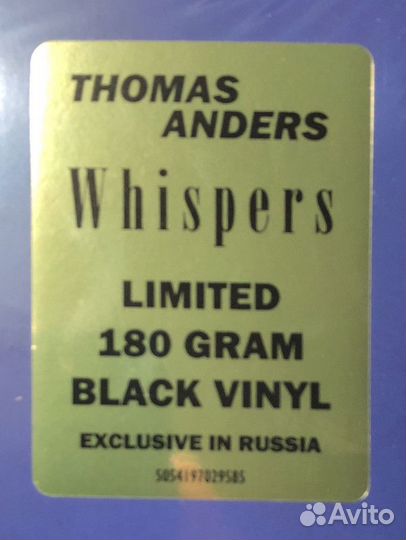 THOMAS
ANDERS
Whispers
LIMITED
180 GRAM
BLACK VINYL
EXCLUSIVE IN RUSSIA
5054197029585
Avito